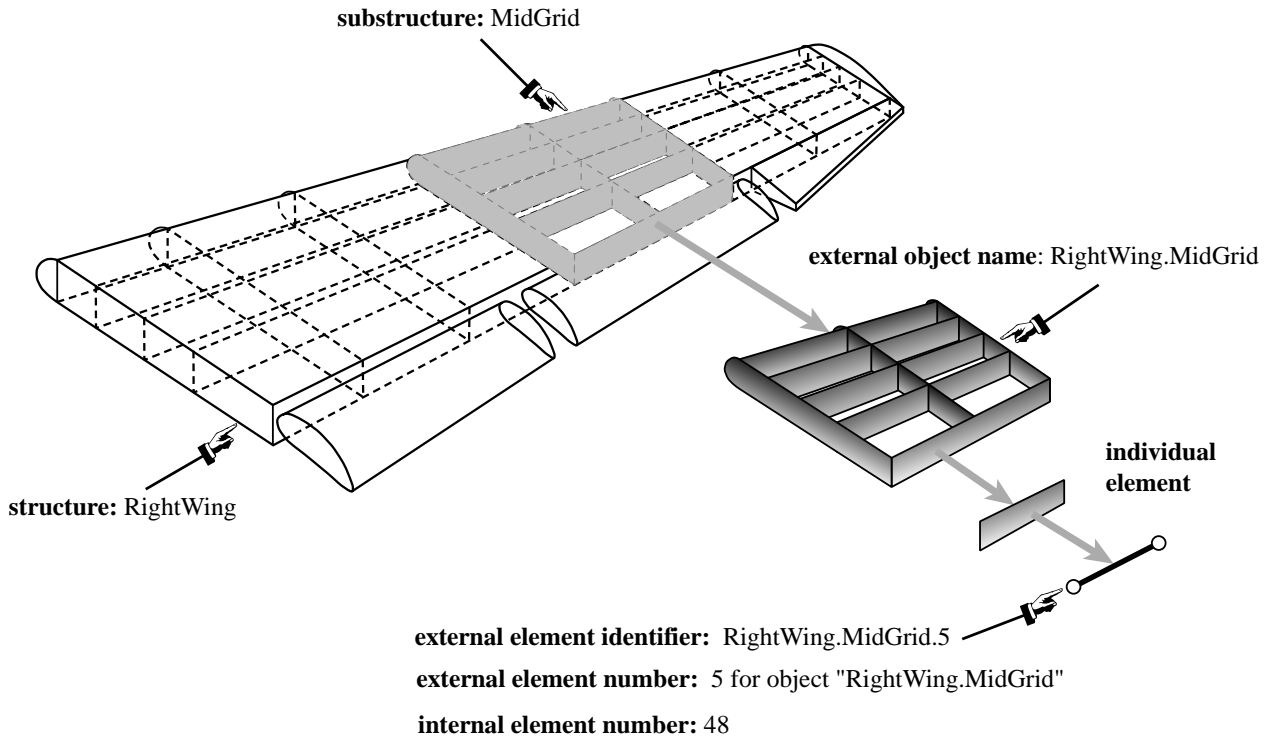 substructure: MidGrid
external object name: RightWing.MidGrid
individual
element
structure: RightWing
external element identifier: RightWing.MidGrid.5
external element number: 5 for object "RightWing.MidGrid"
internal element number: 48